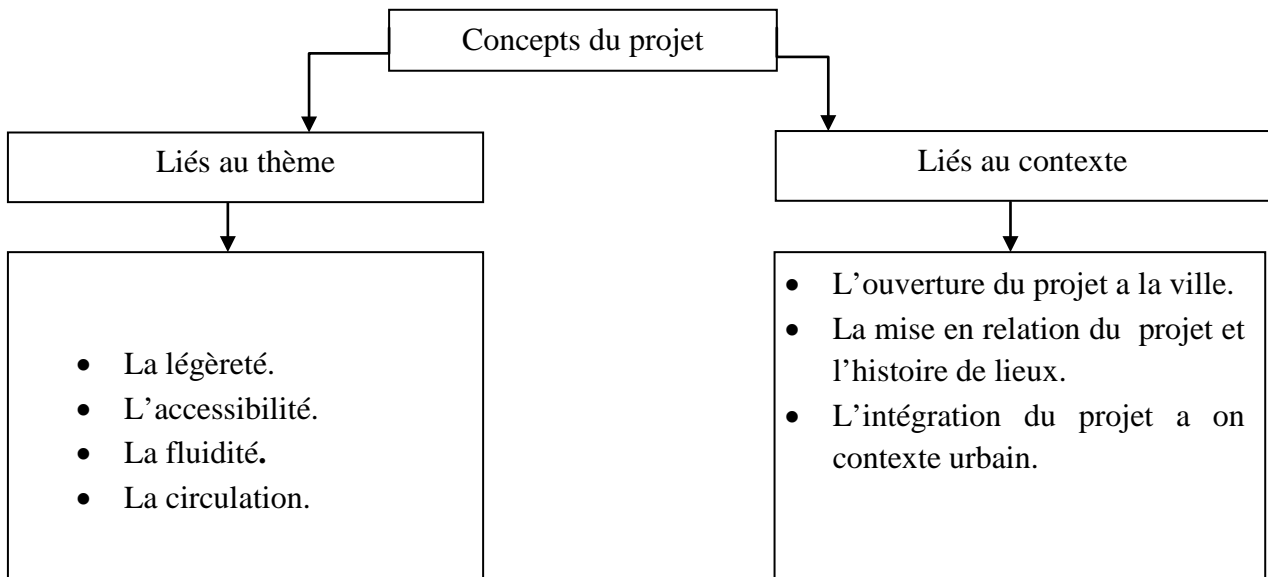 Concepts du projet
Liés au thème
Liés au contexte
• La légèreté.
• L’accessibilité.
• La fluidité.
• La circulation.
• L’ouverture du projet a la ville.
• La mise en relation du projet et
l’histoire de lieux.
• L’intégration du projet a on
contexte urbain.